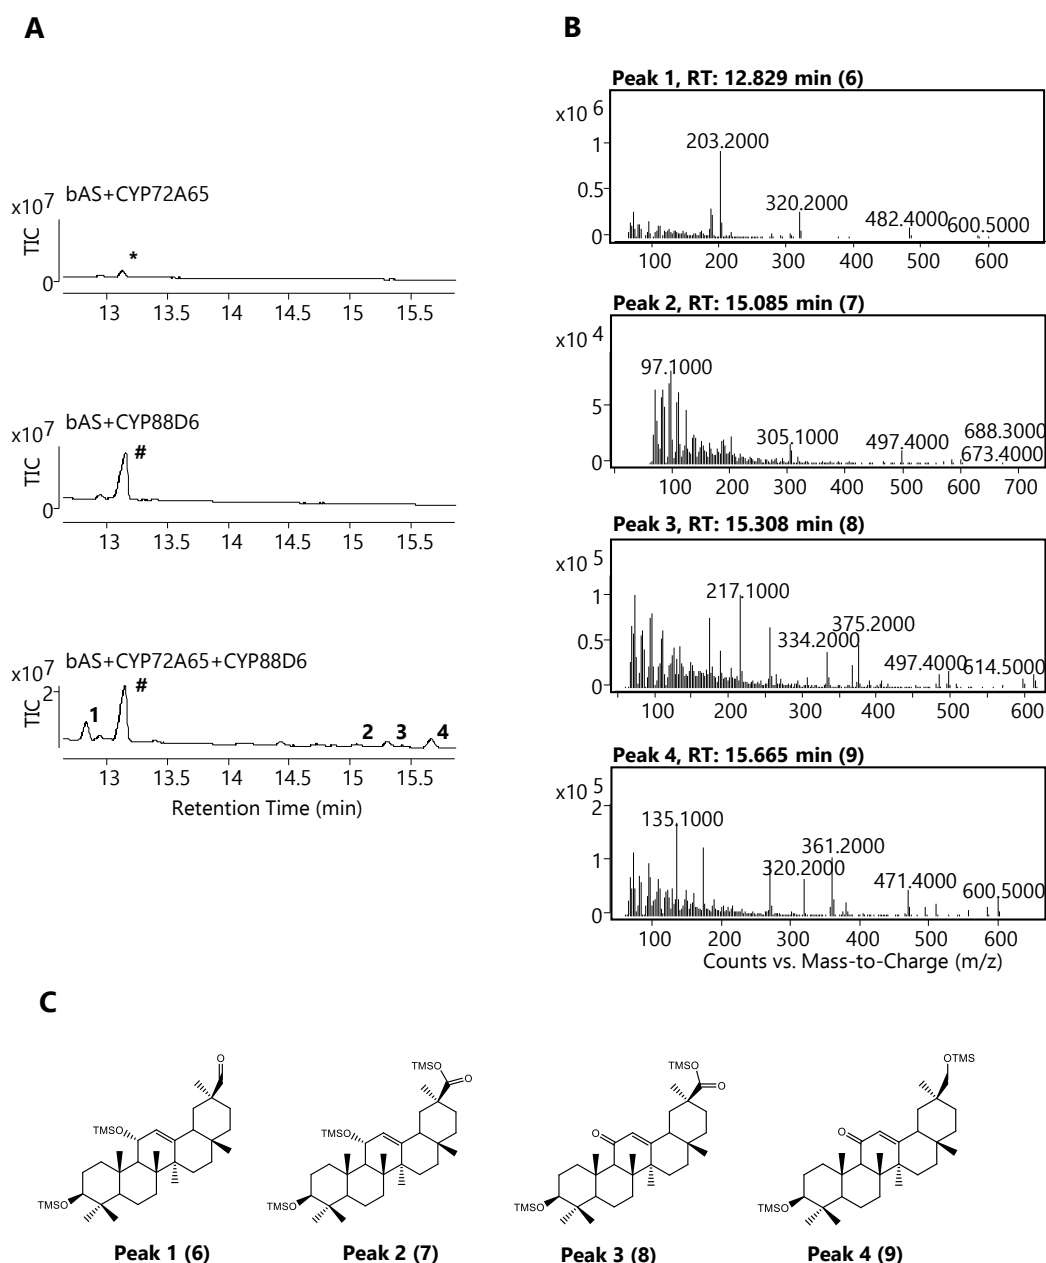 A
bAS+CYP72A65
x10⁷
TIC
0
*
13 13.5 14 14.5 15 15.5
bAS+CYP88D6
x10⁷
TIC
0
#
13 13.5 14 14.5 15 15.5
bAS+CYP72A65+CYP88D6
x10⁷
2
TIC
#
1 2 3 4
13 13.5 14 14.5 15 15.5
Retention Time (min)
B
Peak 1, RT: 12.829 min (6)
x10 6
1
0.5
0
203.2000
320.2000
482.4000
600.5000
100 200 300 400 500 600
Peak 2, RT: 15.085 min (7)
x10 4
5
0
97.1000
305.1000
497.4000
688.3000
673.4000
100 200 300 400 500 600 700
Peak 3, RT: 15.308 min (8)
x10 5
1
0.5
0
217.1000
334.2000
375.2000
497.4000
614.5000
100 200 300 400 500 600
Peak 4, RT: 15.665 min (9)
x10 5
2
1
0
135.1000
320.2000
361.2000
471.4000
600.5000
100 200 300 400 500 600
Counts vs. Mass-to-Charge (m/z)
C
O
TMSO
TMSO
Peak 1 (6)
TMSO
O
TMSO
TMSO
Peak 2 (7)
TMSO
O
O
TMSO
Peak 3 (8)
OTMS
O
TMSO
Peak 4 (9)